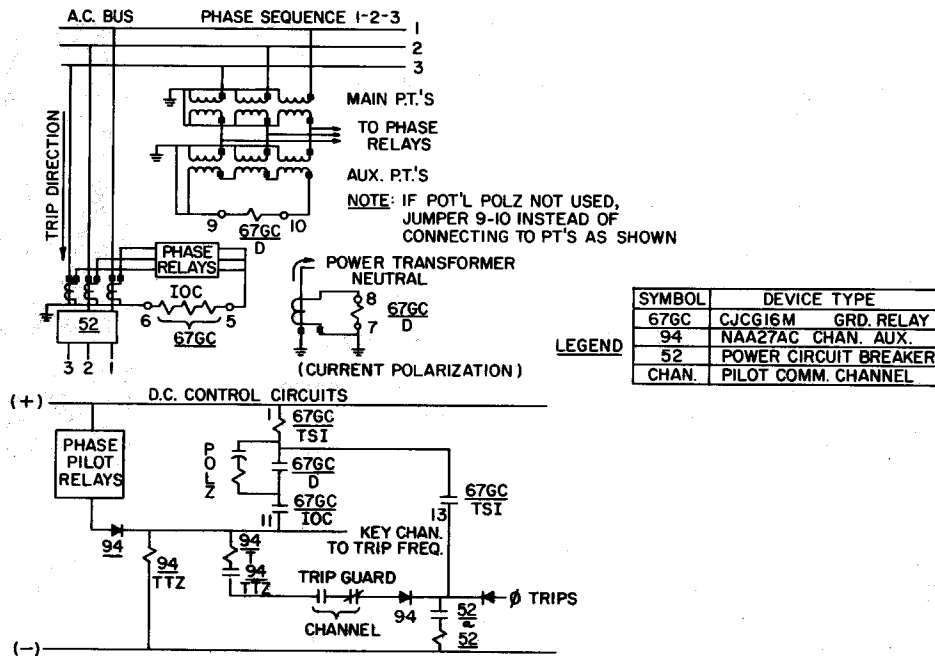 A.C. BUS
PHASE SEQUENCE 1-2-3
1
2
3
MAIN P.T.'S
TO PHASE
RELAYS
AUX. P.T.'S
NOTE: IF POT'L POLZ NOT USED,
JUMPER 9-10 INSTEAD OF
CONNECTING TO PT'S AS SHOWN
9
67GC
D
10
TRIP DIRECTION
PHASE
RELAYS
IOC
6
5
67GC
52
3 2 1
POWER TRANSFORMER
NEUTRAL
8
67GC
D
7
(CURRENT POLARIZATION)
LEGEND
SYMBOL DEVICE TYPE
67GC CJCG16M GRD. RELAY
94 NAA27AC CHAN. AUX.
52 POWER CIRCUIT BREAKER
CHAN. PILOT COMM. CHANNEL
(+)
D.C. CONTROL CIRCUITS
1
67GC
TSI
PHASE
PILOT
RELAYS
POLZ
67GC
D
67GC
IOC
11
67GC
TSI
13
KEY CHAN.
TO TRIP FREQ.
94
94
TTZ
94
T
94
TTZ
TRIP GUARD
CHANNEL
94
Ø TRIPS
52
a
52
(-)